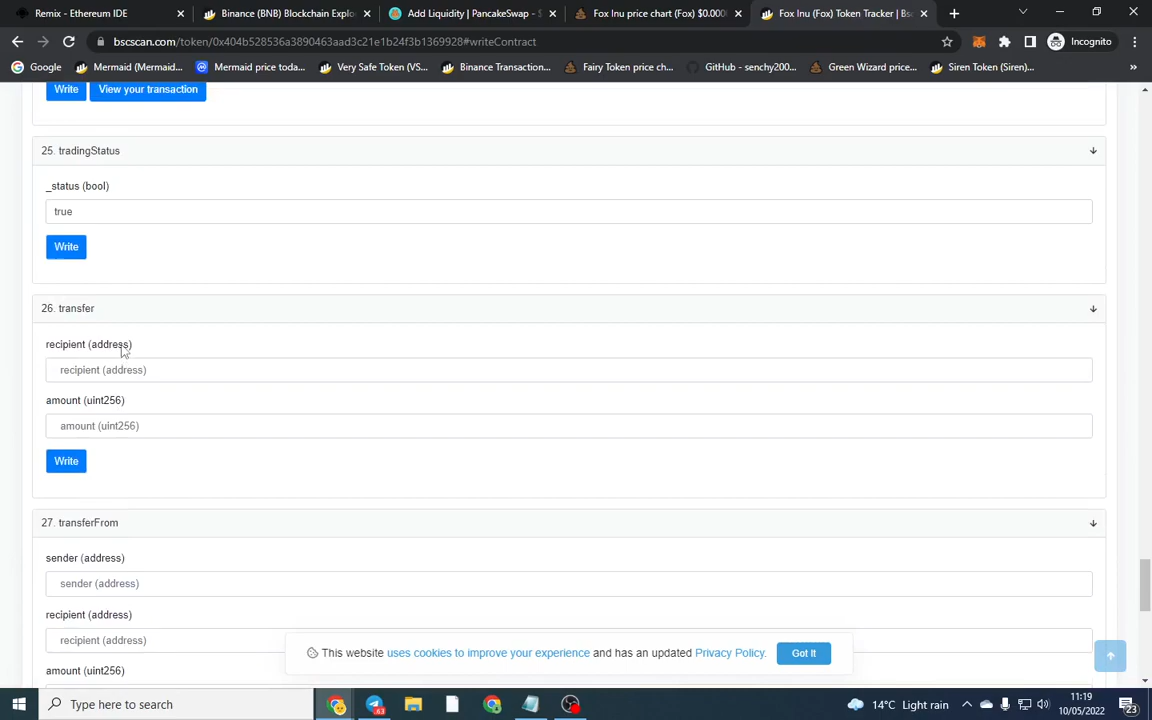 Remix - Ethereum IDE
Binance (BNB) Blockchain Explo
Add Liquidity | PancakeSwap - $
Fox Inu price chart (Fox) $0.000
Fox Inu (Fox) Token Tracker | Bsc
bscscan.com/token/0x404b528536a3890463aad3c21e1b24f3b1369928#writeContract
Incognito
Google
Mermaid (Mermaid...
Mermaid price toda...
Very Safe Token (VS...
Binance Transaction...
Fairy Token price ch...
GitHub - senchy200...
Green Wizard price...
Siren Token (Siren)...
»
Write
View your transaction
25. tradingStatus
_status (bool)
true
Write
26. transfer
recipient (address)
recipient (address)
amount (uint256)
amount (uint256)
Write
27. transferFrom
sender (address)
sender (address)
recipient (address)
recipient (address)
amount (uint256)
This website uses cookies to improve your experience and has an updated Privacy Policy.
Got It
Type here to search
14°C Light rain
11:19
10/05/2022
23